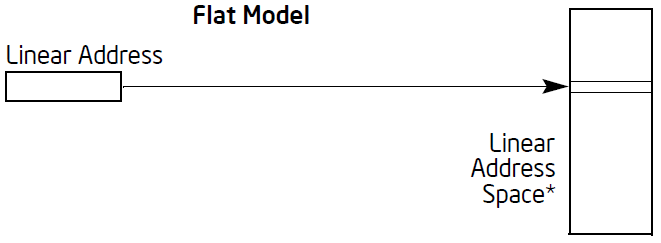 Flat Model
Linear Address
Linear
Address
Space*